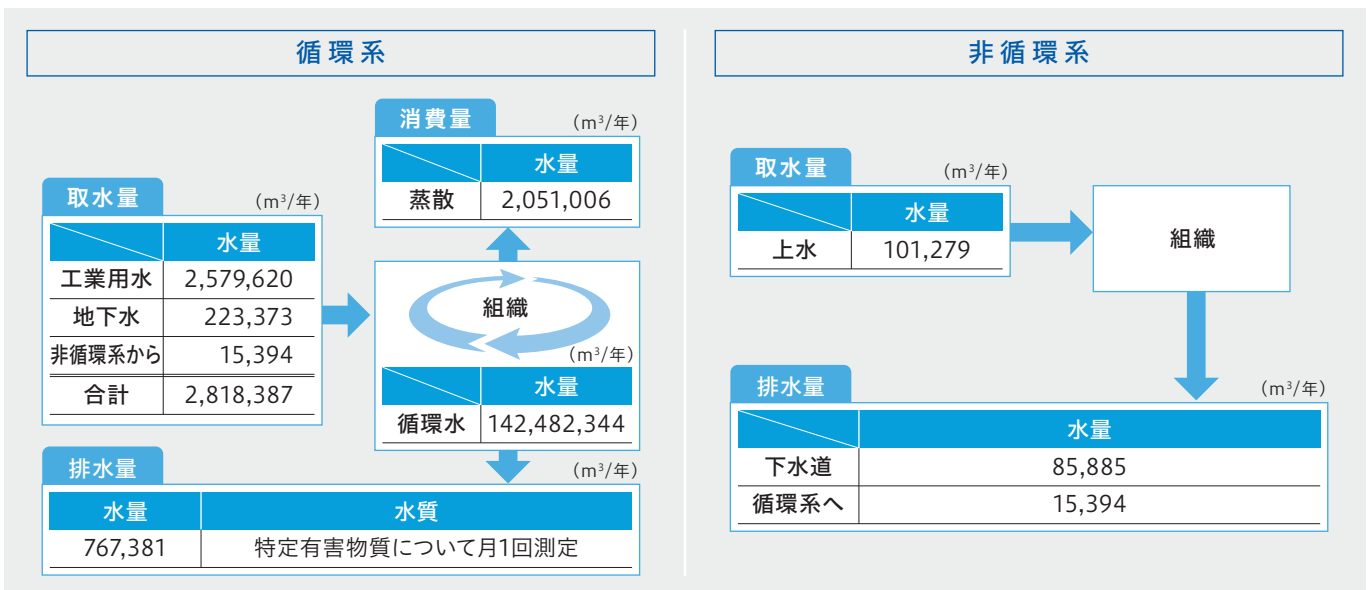 循環系
消費量
(m³/年)
水量
蒸散 2,051,006
取水量
(m³/年)
水量
工業用水 2,579,620
地下水 223,373
非循環系から 15,394
合計 2,818,387
組織
(m³/年)
水量
循環水 142,482,344
排水量
(m³/年)
水量 水質
767,381 特定有害物質について月1回測定
非循環系
取水量
(m³/年)
水量
上水 101,279
組織
排水量
(m³/年)
水量
下水道 85,885
循環系へ 15,394